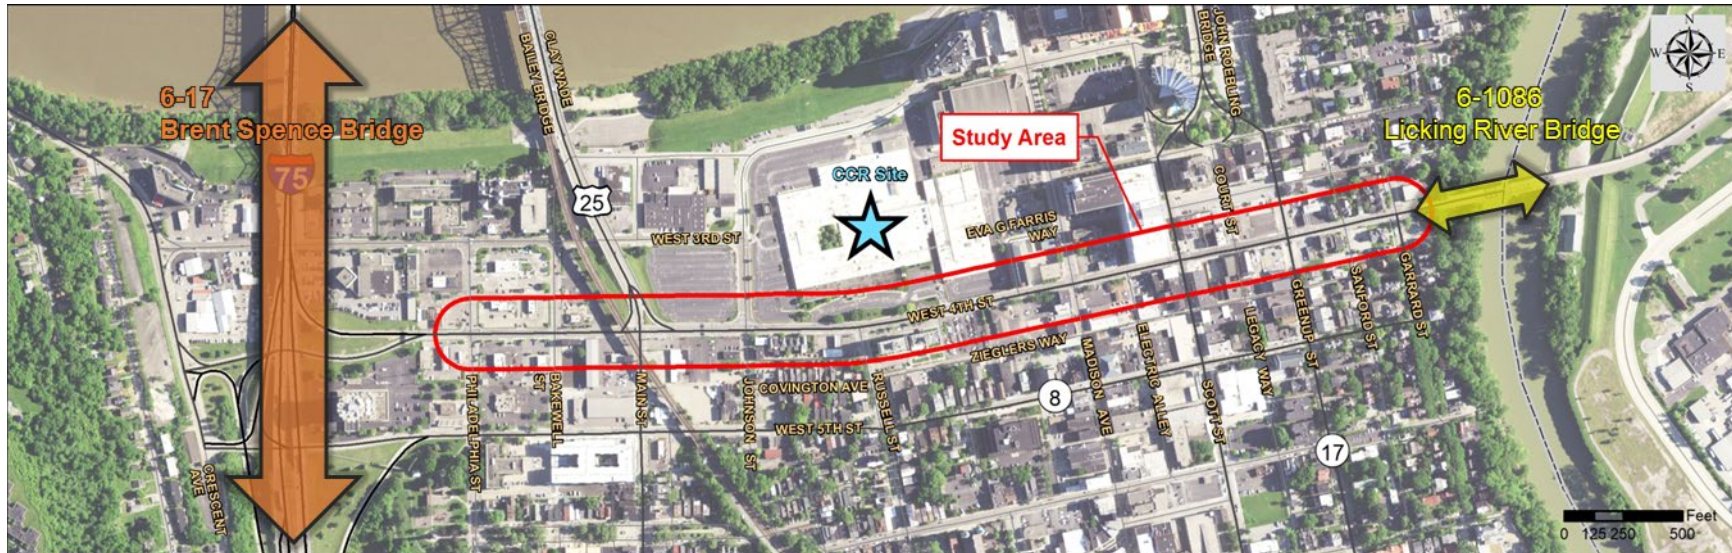 N
W E
S
6-17
Brent Spence Bridge
75
CLAY WADE
BAILEY BRIDGE
25
CCR Site
Study Area
JOHN ROEBLING
BRIDGE
6-1086
Licking River Bridge
WEST 3RD ST
EVA G FARRIS
WAY
COURT ST
WEST 4TH ST
ZIEGLERS WAY
COVINGTON AVE
WEST 5TH ST
CRESCENT
AVE
PHILADELPHIA ST
BAKEWELL
ST
MAIN ST
JOHNSON ST
RUSSELL ST
8
MADISON AVE
ELECTRIC ALLEY
SCOTT ST
LEGACY WAY
GREENUP ST
SANFORD ST
GARRARD ST
17
Feet
0 125 250 500